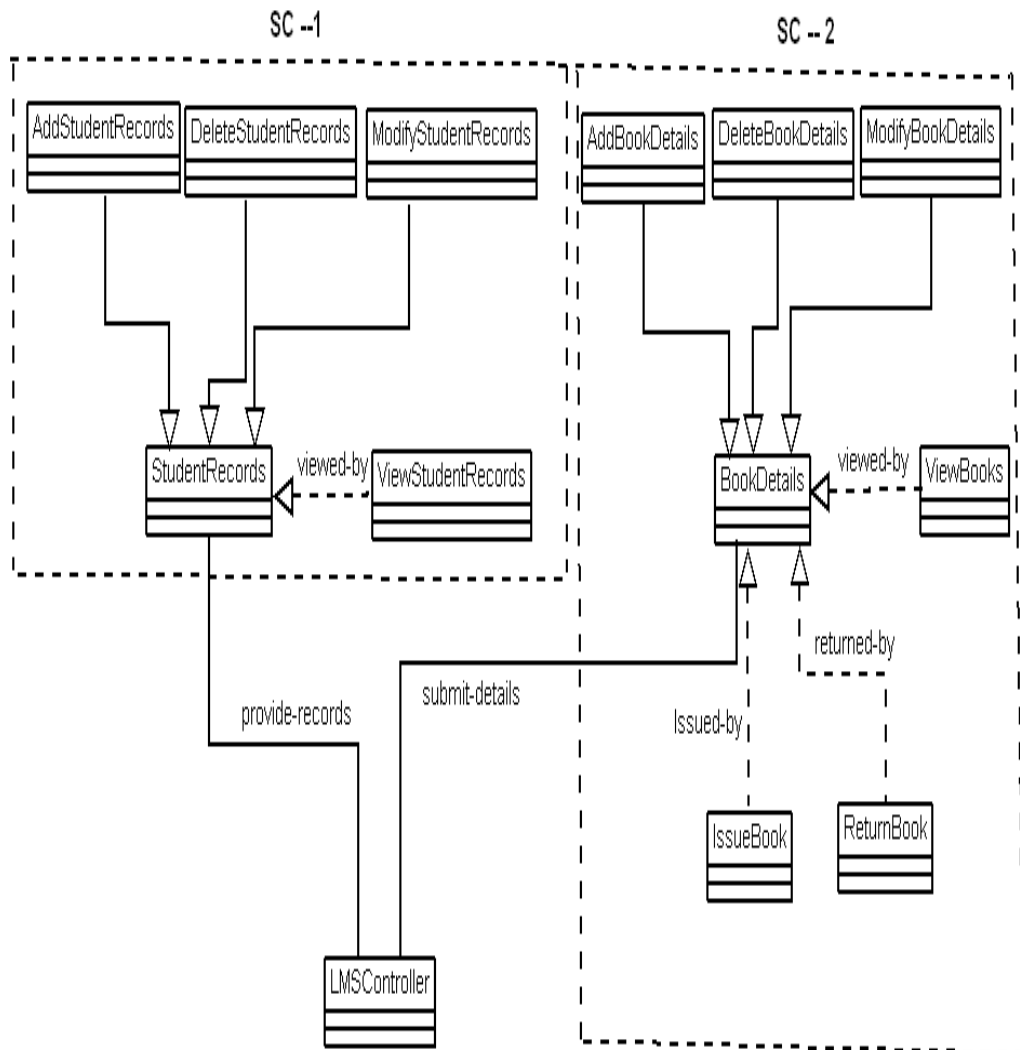 SC --1
SC -- 2
AddStudentRecords
DeleteStudentRecords
ModifyStudentRecords
AddBookDetails
DeleteBookDetails
ModifyBookDetails
StudentRecords
viewed-by
ViewStudentRecords
BookDetails
viewed-by
ViewBooks
provide-records
submit-details
Issued-by
returned-by
IssueBook
ReturnBook
LMSController